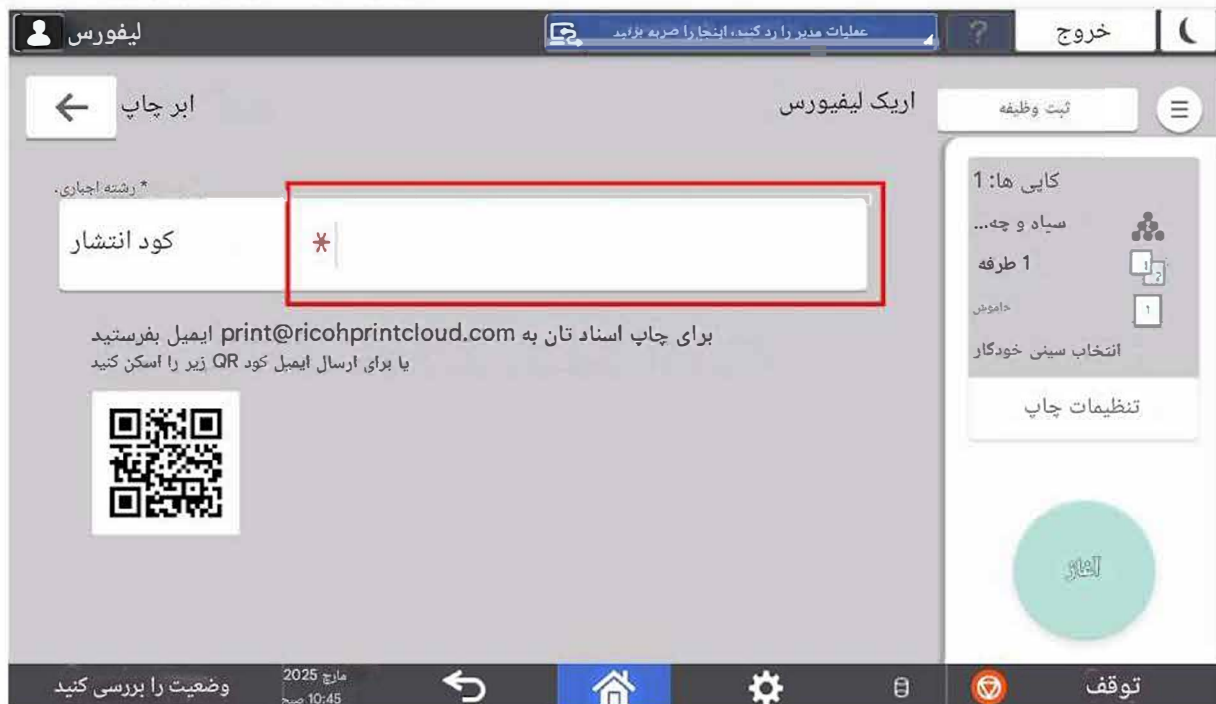 لیفورس
عملیات مدیر را رد کنید، اینجا را ضربه بزنید
?
خروج
ابر چاپ
اریک لیفیورس
ثبت وظیفه
* رشته اجباری.
کود انتشار
*
کاپی ها: 1
سیاه و چه...
1 طرفه
خاموش
انتخاب سینی خودگار
تنظیمات چاپ
برای چاپ اسناد تان به print@ricohprintcloud.com ایمیل بفرستید
یا برای ارسال ایمیل کود QR زیر را اسکن کنید
آغاز
وضعیت را بررسی کنید
مارچ 2025
10:45 صبح
توقف